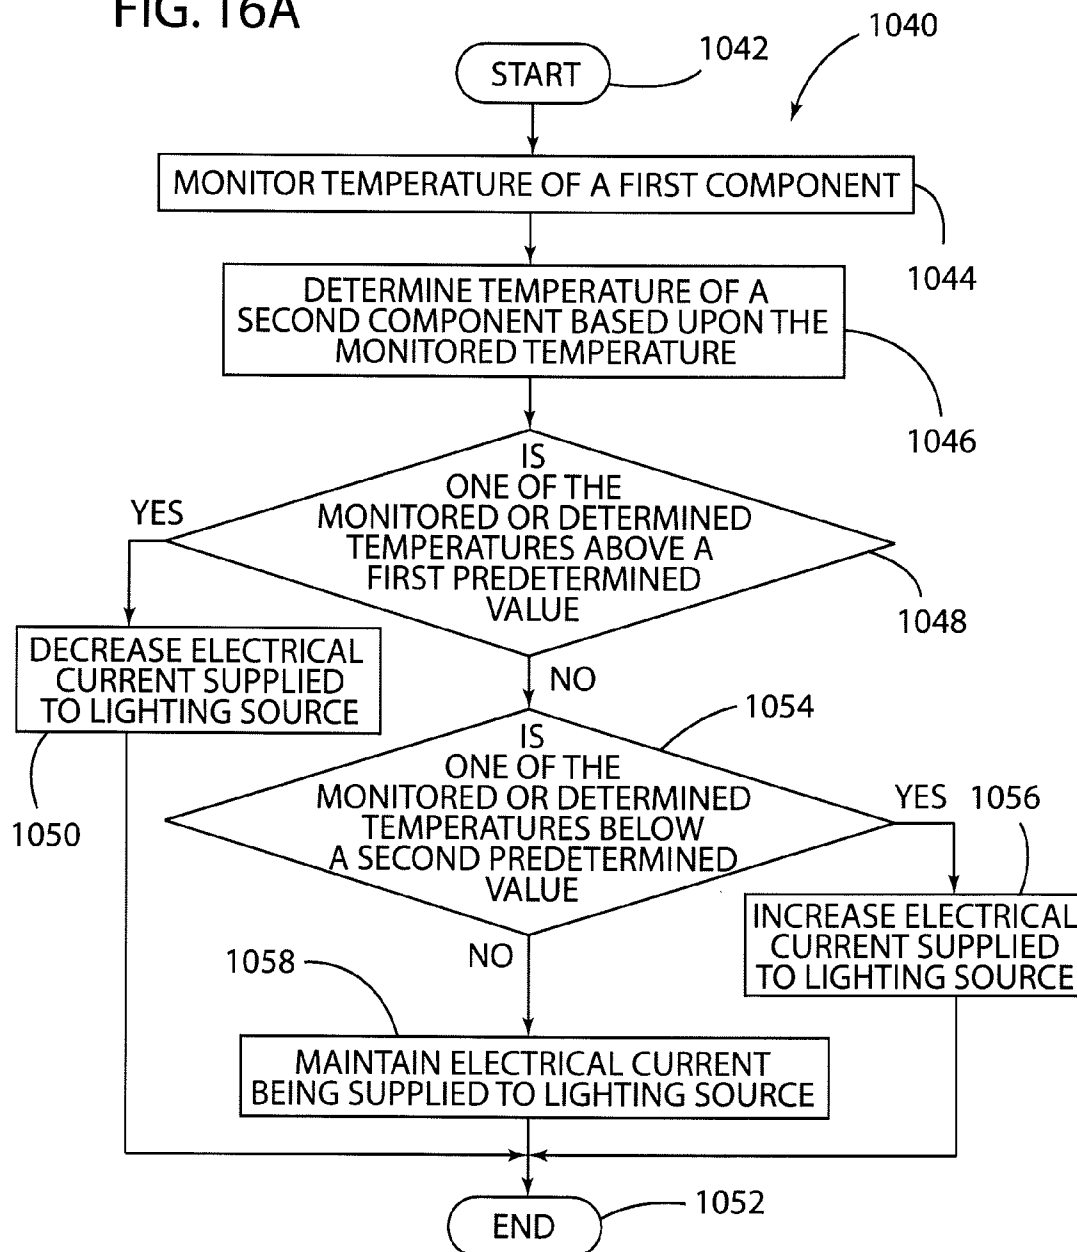 FIG. 16A
1040
1042
START
MONITOR TEMPERATURE OF A FIRST COMPONENT
1044
DETERMINE TEMPERATURE OF A
SECOND COMPONENT BASED UPON THE
MONITORED TEMPERATURE
1046
IS
ONE OF THE
MONITORED OR DETERMINED
TEMPERATURES ABOVE A
FIRST PREDETERMINED
VALUE
YES
1048
DECREASE ELECTRICAL
CURRENT SUPPLIED
TO LIGHTING SOURCE
NO
1050
1054
IS
ONE OF THE
MONITORED OR DETERMINED
TEMPERATURES BELOW
A SECOND PREDETERMINED
VALUE
YES
1056
INCREASE ELECTRICAL
CURRENT SUPPLIED
TO LIGHTING SOURCE
NO
1058
MAINTAIN ELECTRICAL CURRENT
BEING SUPPLIED TO LIGHTING SOURCE
END
1052